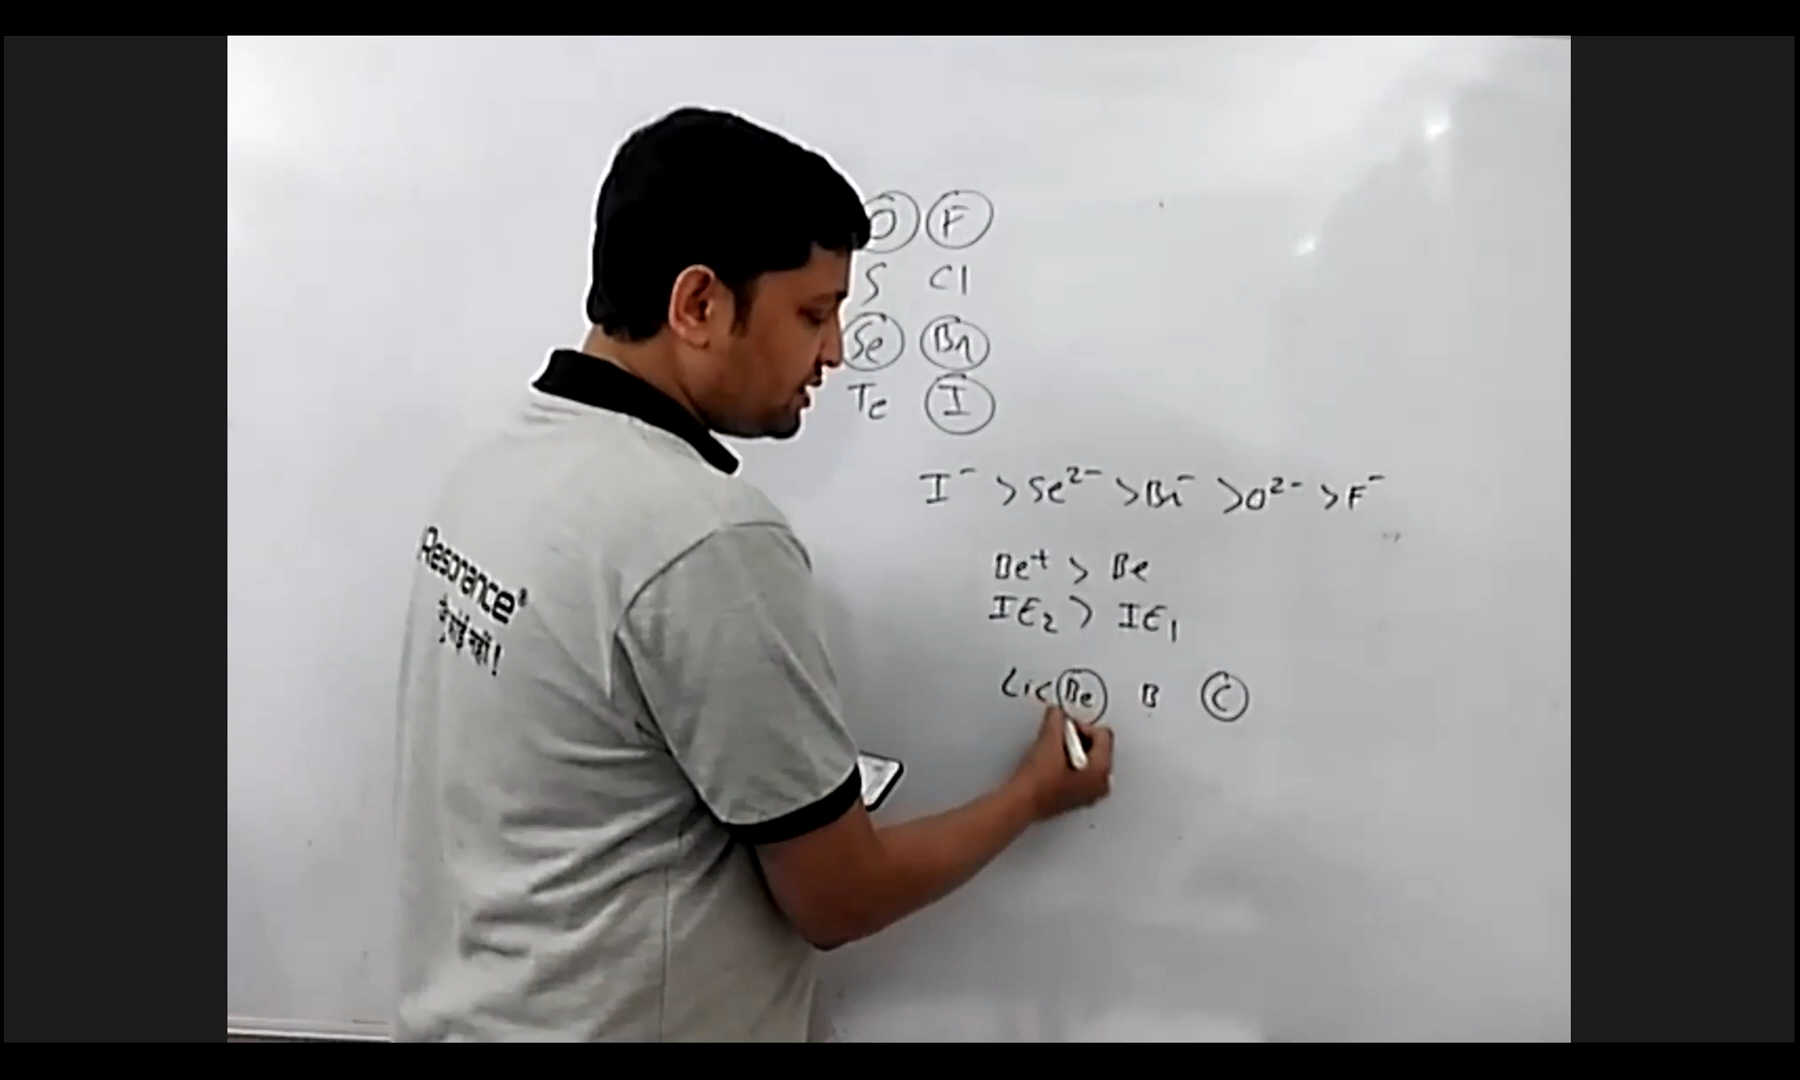 O F
S Cl
Se Br
Te I
I⁻ > Se²⁻ > Br⁻ > O²⁻ > F⁻
Be⁺ > Be
IE₂ > IE₁
Li < Be B C
Resonance®